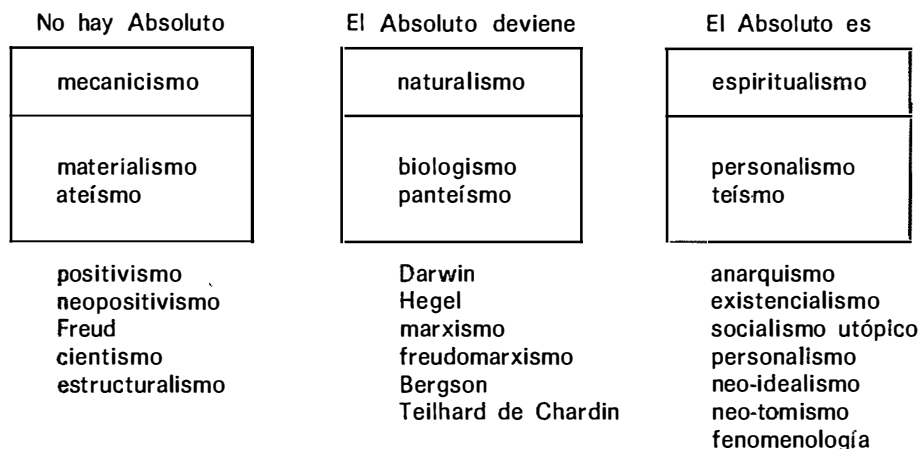 No hay Absoluto
mecanicismo
materialismo
ateísmo
positivismo
neopositivismo
Freud
cientismo
estructuralismo
El Absoluto deviene
naturalismo
biologismo
panteísmo
Darwin
Hegel
marxismo
freudomarxismo
Bergson
Teilhard de Chardin
El Absoluto es
espiritualismo
personalismo
teísmo
anarquismo
existencialismo
socialismo utópico
personalismo
neo-idealismo
neo-tomismo
fenomenología